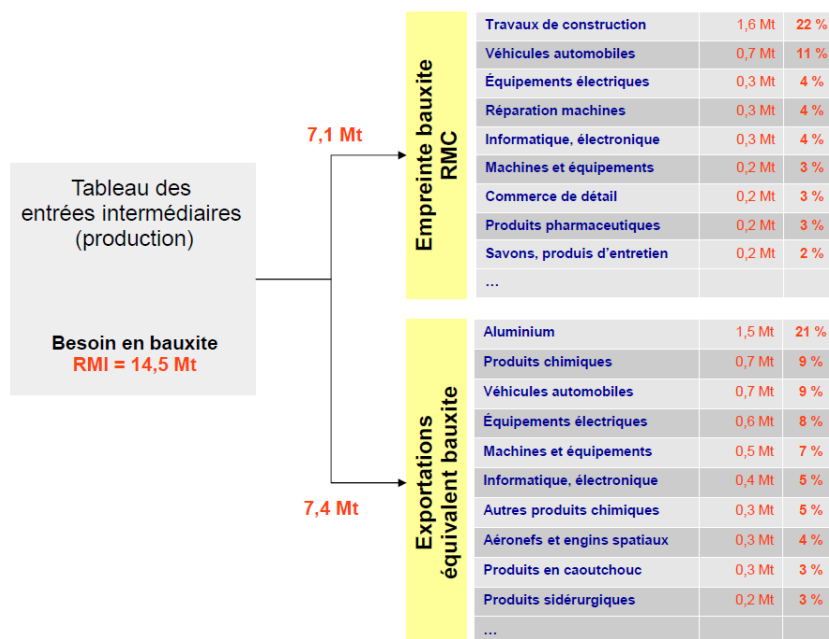 Tableau des
entrées intermédiaires
(production)
Besoin en bauxite
RMI = 14,5 Mt
7,1 Mt
7,4 Mt
Empreinte bauxite
RMC
Travaux de construction 1,6 Mt 22 %
Véhicules automobiles 0,7 Mt 11 %
Équipements électriques 0,3 Mt 4 %
Réparation machines 0,3 Mt 4 %
Informatique, électronique 0,3 Mt 4 %
Machines et équipements 0,2 Mt 3 %
Commerce de détail 0,2 Mt 3 %
Produits pharmaceutiques 0,2 Mt 3 %
Savons, produis d'entretien 0,2 Mt 2 %
...
Exportations
équivalent bauxite
Aluminium 1,5 Mt 21 %
Produits chimiques 0,7 Mt 9 %
Véhicules automobiles 0,7 Mt 9 %
Équipements électriques 0,6 Mt 8 %
Machines et équipements 0,5 Mt 7 %
Informatique, électronique 0,4 Mt 5 %
Autres produits chimiques 0,3 Mt 5 %
Aéronefs et engins spatiaux 0,3 Mt 4 %
Produits en caoutchouc 0,3 Mt 3 %
Produits sidérurgiques 0,2 Mt 3 %
...